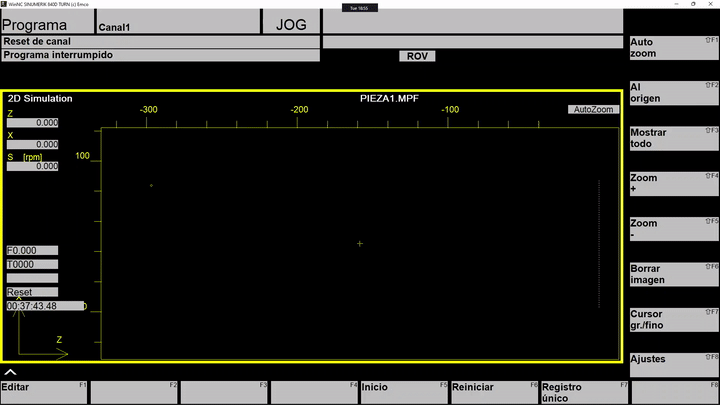 WinNC SINUMERIK 840D TURN (c) Emco
Tue 18:55
Programa
Canal1
JOG
Reset de canal
Programa interrumpido
ROV
2D Simulation
PIEZA1.MPF
-300
-200
-100
AutoZoom
Z
0.000
X
0.000
S [rpm]
0.000
100
F0.000
T0000
Reset
00:37:43.48
0
X
Z
Auto zoom ⇧F1
Al origen ⇧F2
Mostrar todo ⇧F3
Zoom + ⇧F4
Zoom - ⇧F5
Borrar imagen ⇧F6
Cursor gr./fino ⇧F7
Ajustes ⇧F8
Editar F1
F2
F3
F4
Inicio F5
Reiniciar F6
Registro único F7
F8